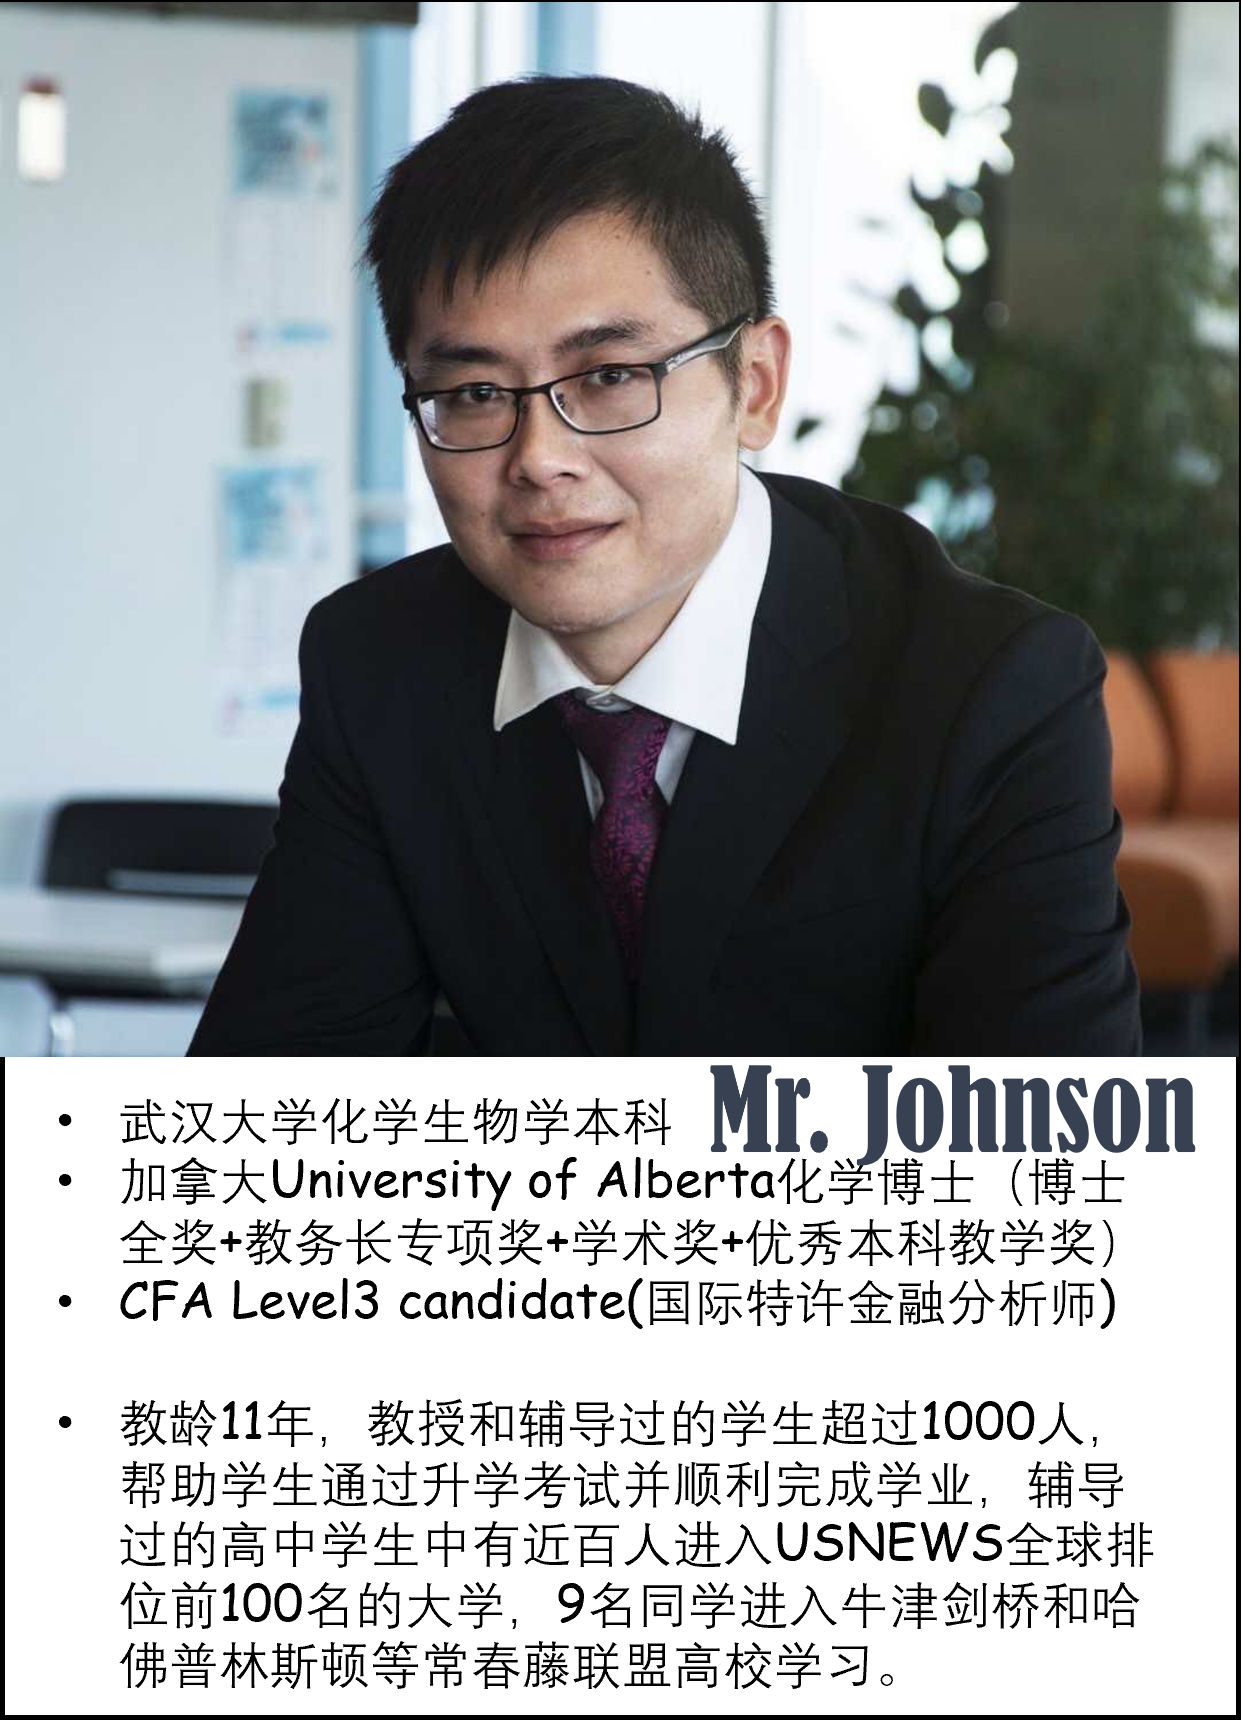 Mr. Johnson
• 武汉大学化学生物学本科
• 加拿大University of Alberta化学博士（博士
全奖+教务长专项奖+学术奖+优秀本科教学奖）
• CFA Level3 candidate(国际特许金融分析师)
• 教龄11年，教授和辅导过的学生超过1000人，
帮助学生通过升学考试并顺利完成学业，辅导
过的高中学生中有近百人进入USNEWS全球排
位前100名的大学，9名同学进入牛津剑桥和哈
佛普林斯顿等常春藤联盟高校学习。